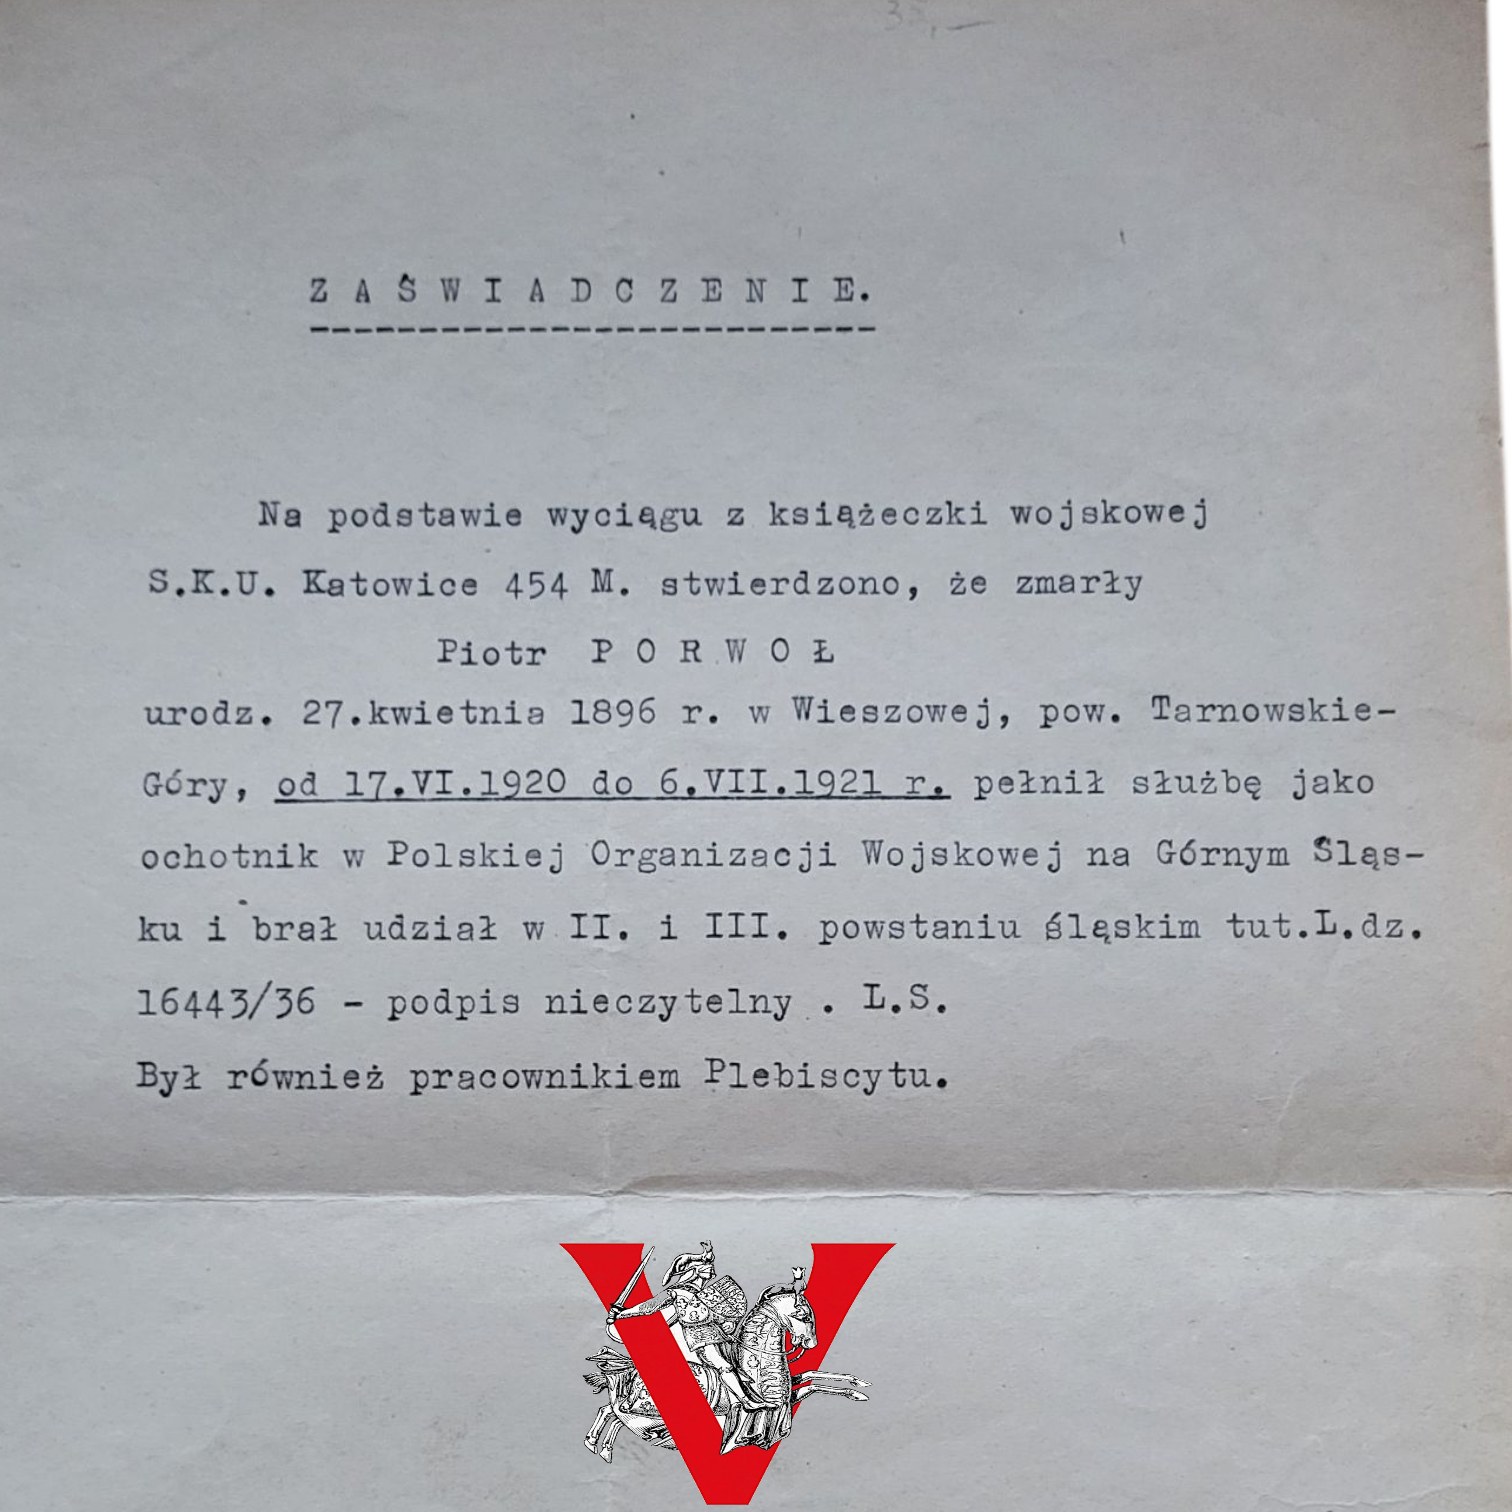 Z A Ś W I A D C Z E N I E.
Na podstawie wyciągu z książeczki wojskowej
S.K.U. Katowice 454 M. stwierdzono, że zmarły
Piotr P O R W O Ł
urodz. 27.kwietnia 1896 r. w Wieszowej, pow. Tarnowskie-
Góry, od 17.VI.1920 do 6.VII.1921 r. pełnił służbę jako
ochotnik w Polskiej Organizacji Wojskowej na Górnym Śląs-
ku i brał udział w II. i III. powstaniu śląskim tut.L.dz.
16443/36 - podpis nieczytelny . L.S.
Był również pracownikiem Plebiscytu.
V